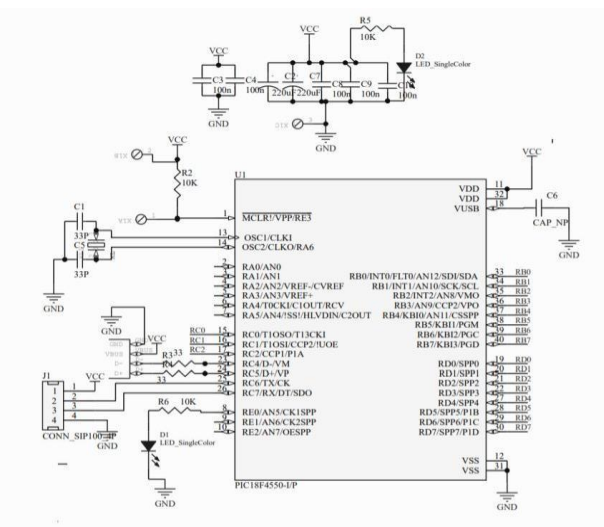 R5
VCC
10K
D2
LED_SingleColor
VCC
C3
C4
C2
C7
C8
C9
100n
100n
220uF
220uF
100n
100n
100n
GND
GND
VCC
R2
10K
U1
VCC
VDD 11
VDD 32
VUSB 18
C6
CAP_NP
GND
1 MCLR!/VPP/RE3
C1
33P
C5
33P
GND
13 OSC1/CLKI
14 OSC2/CLKO/RA6
RA0/AN0
RA1/AN1
RA2/AN2/VREF-/CVREF
RA3/AN3/VREF+
RA4/T0CKI/C1OUT/RCV
RA5/AN4/!SS!/HLVDIN/C2OUT
RB0/INT0/FLT0/AN12/SDI/SDA 33 RB0
RB1/INT1/AN10/SCK/SCL 34 RB1
RB2/INT2/AN8/VMO 35 RB2
RB3/AN9/CCP2/VPO 36 RB3
RB4/KBI0/AN11/CSSPP 37 RB4
RB5/KBI1/PGM 38 RB5
RB6/KBI2/PGC 39 RB6
RB7/KBI3/PGD 40 RB7
GND
VCC
GND
VBUS
D-
D+
RC0 15 RC0/T1OSO/T13CKI
RC1 16 RC1/T1OSI/CCP2/!UOE
RC2 17 RC2/CCP1/P1A
R3 33
23 RC4/D-/VM
24 RC5/D+/VP
33
25 RC6/TX/CK
26 RC7/RX/DT/SDO
J1
VCC
1
2
3
4
1
2
3
4
CONN_SIP100-4P
GND
RD0/SPP0 19 RD0
RD1/SPP1 20 RD1
RD2/SPP2 21 RD2
RD3/SPP3 22 RD3
RD4/SPP4 27 RD4
RD5/SPP5/P1B 28 RD5
RD6/SPP6/P1C 29 RD6
RD7/SPP7/P1D 30 RD7
R6 10K
8 RE0/AN5/CK1SPP
9 RE1/AN6/CK2SPP
10 RE2/AN7/OESPP
D1
LED_SingleColor
GND
VSS 12
VSS 31
PIC18F4550-I/P
GND